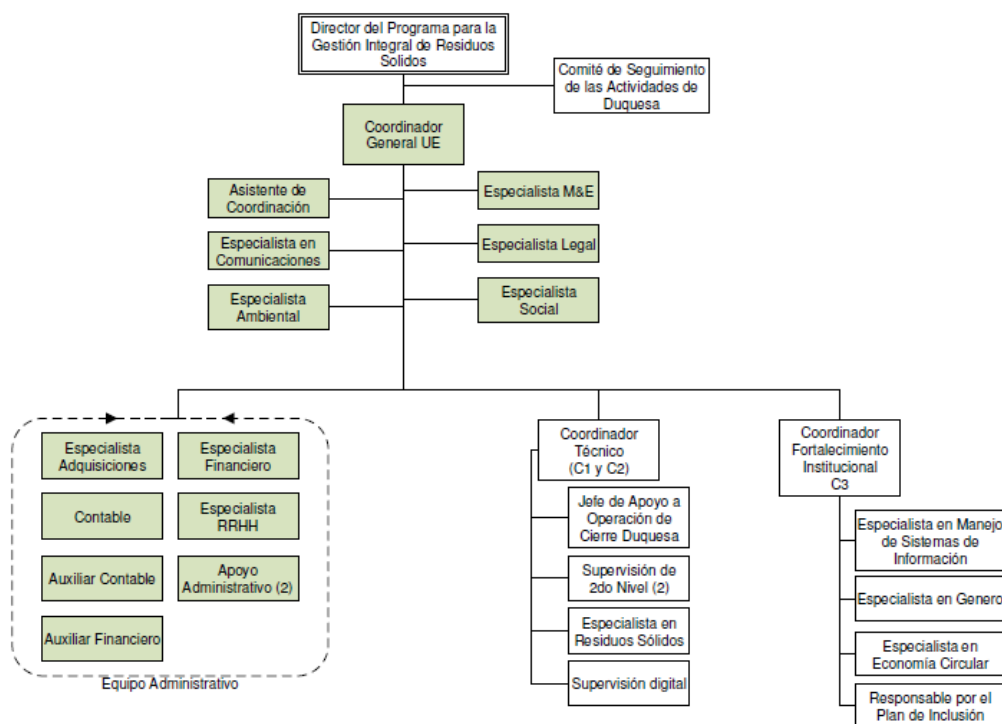 Director del Programa para la
Gestión Integral de Residuos
Solidos
Comité de Seguimiento
de las Actividades de
Duquesa
Coordinador
General UE
Asistente de
Coordinación
Especialista M&E
Especialista en
Comunicaciones
Especialista Legal
Especialista
Ambiental
Especialista
Social
Especialista
Adquisiciones
Especialista
Financiero
Contable
Especialista
RRHH
Auxiliar Contable
Apoyo
Administrativo (2)
Auxiliar Financiero
Equipo Administrativo
Coordinador
Técnico
(C1 y C2)
Jefe de Apoyo a
Operación de
Cierre Duquesa
Supervisión de
2do Nivel (2)
Especialista en
Residuos Sólidos
Supervisión digital
Coordinador
Fortalecimiento
Institucional
C3
Especialista en Manejo
de Sistemas de
Información
Especialista en Genero
Especialista en
Economía Circular
Responsable por el
Plan de Inclusión